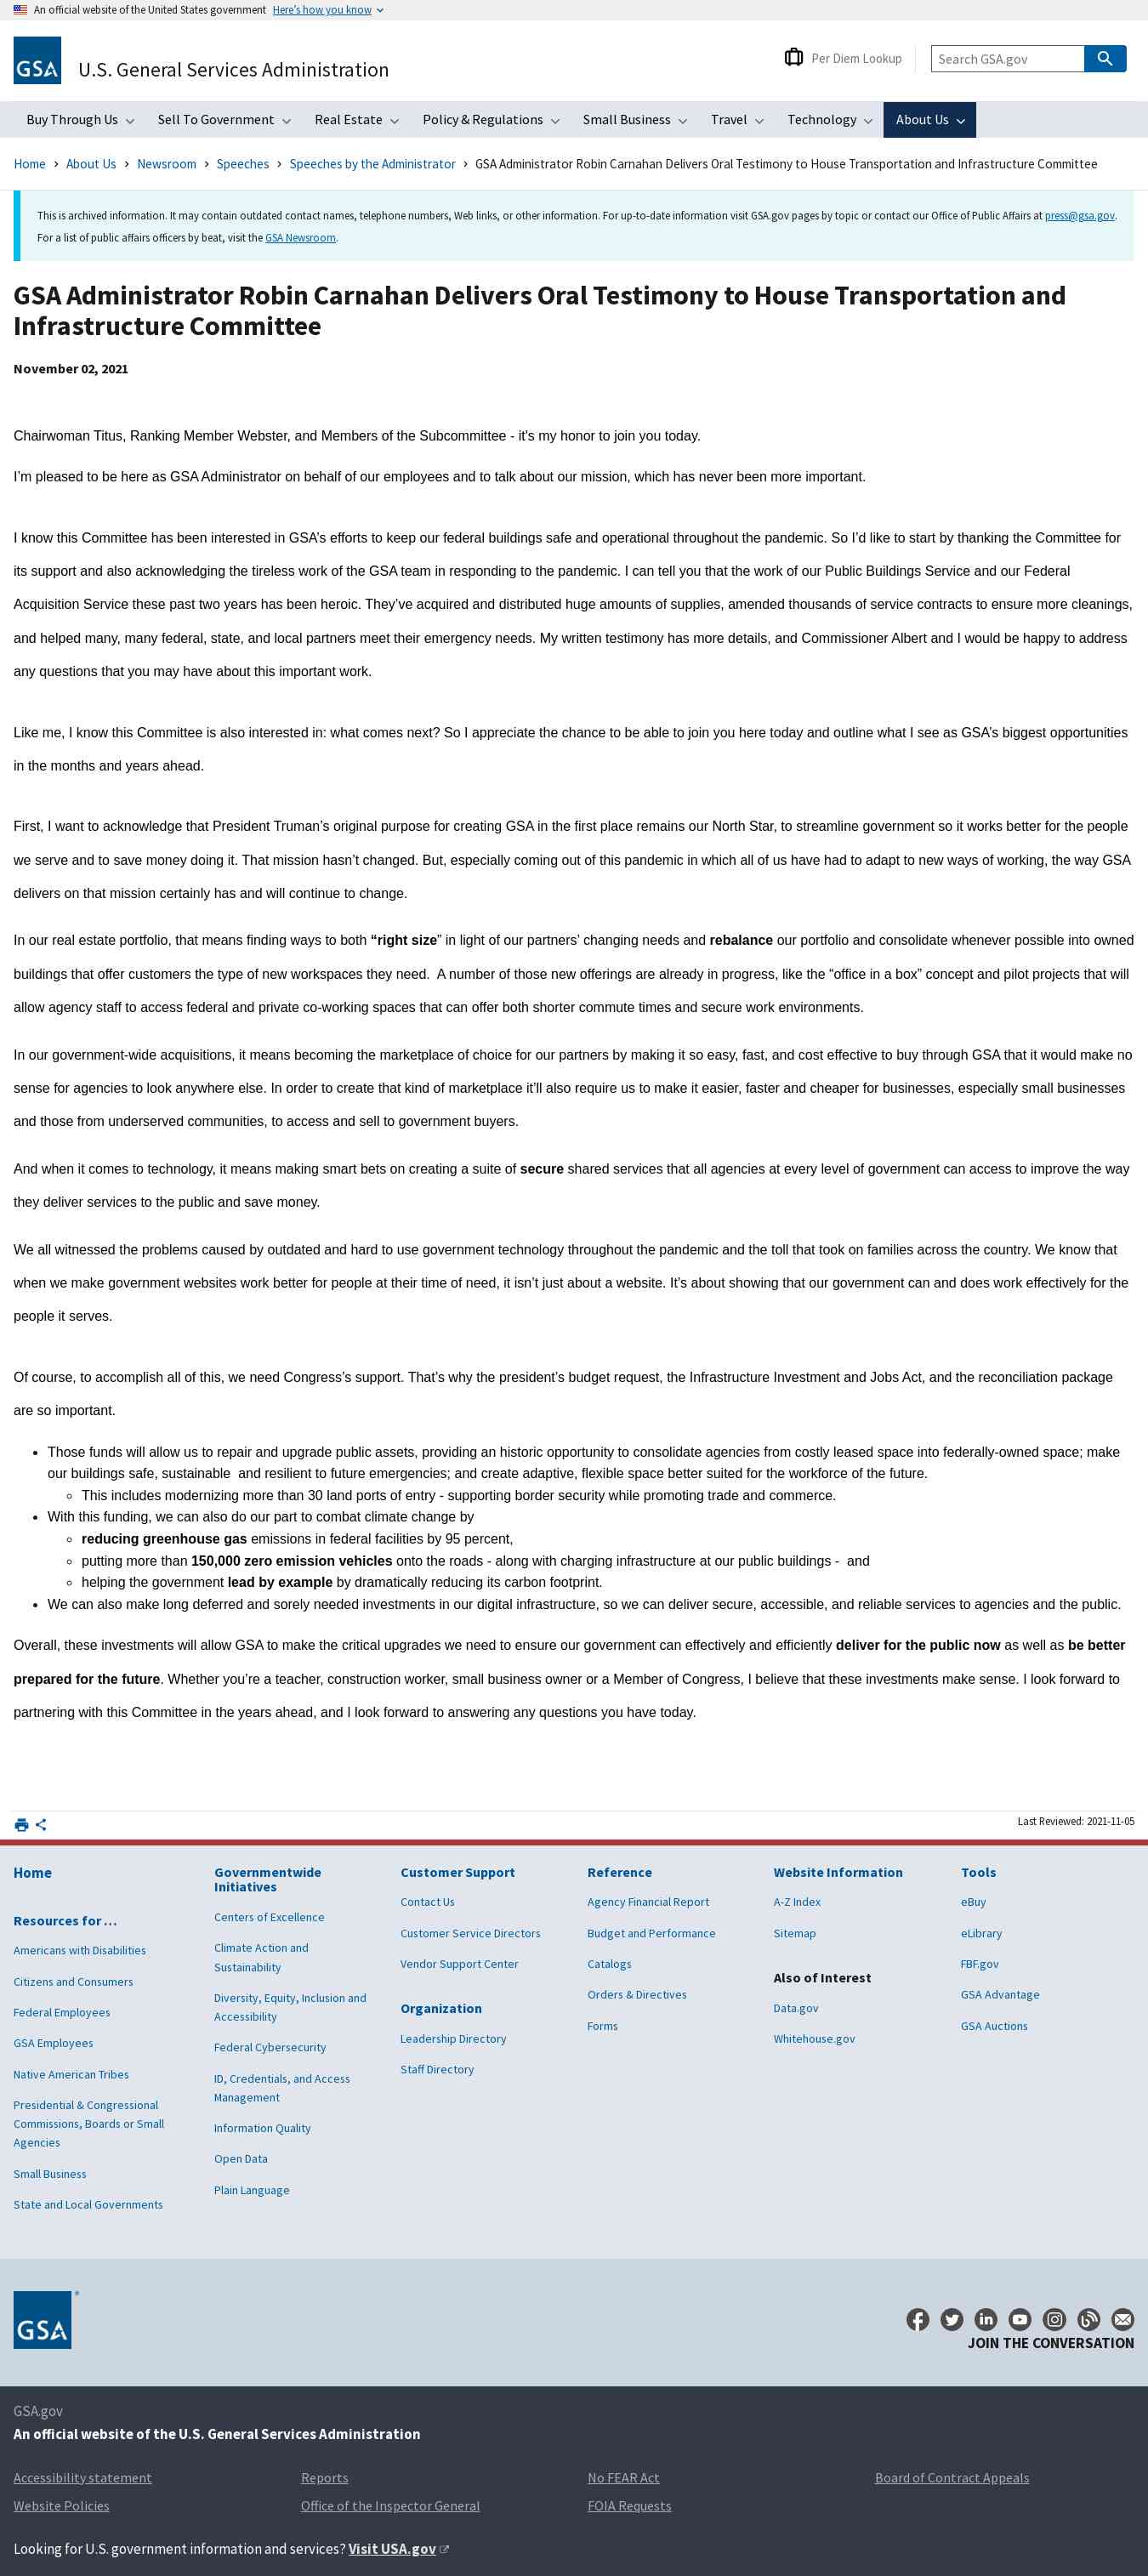 An official website of the United States government Here's how you know
GSA
U.S. General Services Administration
Per Diem Lookup
Search GSA.gov
Buy Through Us Sell To Government Real Estate Policy & Regulations Small Business Travel Technology About Us
Home > About Us > Newsroom > Speeches > Speeches by the Administrator > GSA Administrator Robin Carnahan Delivers Oral Testimony to House Transportation and Infrastructure Committee
This is archived information. It may contain outdated contact names, telephone numbers, Web links, or other information. For up-to-date information visit GSA.gov pages by topic or contact our Office of Public Affairs at press@gsa.gov.
For a list of public affairs officers by beat, visit the GSA Newsroom.
GSA Administrator Robin Carnahan Delivers Oral Testimony to House Transportation and
Infrastructure Committee
November 02, 2021
Chairwoman Titus, Ranking Member Webster, and Members of the Subcommittee - it's my honor to join you today.
I’m pleased to be here as GSA Administrator on behalf of our employees and to talk about our mission, which has never been more important.
I know this Committee has been interested in GSA’s efforts to keep our federal buildings safe and operational throughout the pandemic. So I’d like to start by thanking the Committee for
its support and also acknowledging the tireless work of the GSA team in responding to the pandemic. I can tell you that the work of our Public Buildings Service and our Federal
Acquisition Service these past two years has been heroic. They’ve acquired and distributed huge amounts of supplies, amended thousands of service contracts to ensure more cleanings,
and helped many, many federal, state, and local partners meet their emergency needs. My written testimony has more details, and Commissioner Albert and I would be happy to address
any questions that you may have about this important work.
Like me, I know this Committee is also interested in: what comes next? So I appreciate the chance to be able to join you here today and outline what I see as GSA’s biggest opportunities
in the months and years ahead.
First, I want to acknowledge that President Truman’s original purpose for creating GSA in the first place remains our North Star, to streamline government so it works better for the people
we serve and to save money doing it. That mission hasn’t changed. But, especially coming out of this pandemic in which all of us have had to adapt to new ways of working, the way GSA
delivers on that mission certainly has and will continue to change.
In our real estate portfolio, that means finding ways to both “right size” in light of our partners’ changing needs and rebalance our portfolio and consolidate whenever possible into owned
buildings that offer customers the type of new workspaces they need.  A number of those new offerings are already in progress, like the “office in a box” concept and pilot projects that will
allow agency staff to access federal and private co-working spaces that can offer both shorter commute times and secure work environments.
In our government-wide acquisitions, it means becoming the marketplace of choice for our partners by making it so easy, fast, and cost effective to buy through GSA that it would make no
sense for agencies to look anywhere else. In order to create that kind of marketplace it’ll also require us to make it easier, faster and cheaper for businesses, especially small businesses
and those from underserved communities, to access and sell to government buyers.
And when it comes to technology, it means making smart bets on creating a suite of secure shared services that all agencies at every level of government can access to improve the way
they deliver services to the public and save money.
We all witnessed the problems caused by outdated and hard to use government technology throughout the pandemic and the toll that took on families across the country. We know that
when we make government websites work better for people at their time of need, it isn’t just about a website. It’s about showing that our government can and does work effectively for the
people it serves.
Of course, to accomplish all of this, we need Congress’s support. That’s why the president’s budget request, the Infrastructure Investment and Jobs Act, and the reconciliation package
are so important.
• Those funds will allow us to repair and upgrade public assets, providing an historic opportunity to consolidate agencies from costly leased space into federally-owned space; make
our buildings safe, sustainable  and resilient to future emergencies; and create adaptive, flexible space better suited for the workforce of the future.
◦ This includes modernizing more than 30 land ports of entry - supporting border security while promoting trade and commerce.
• With this funding, we can also do our part to combat climate change by
◦ reducing greenhouse gas emissions in federal facilities by 95 percent,
◦ putting more than 150,000 zero emission vehicles onto the roads - along with charging infrastructure at our public buildings -  and
◦ helping the government lead by example by dramatically reducing its carbon footprint.
• We can also make long deferred and sorely needed investments in our digital infrastructure, so we can deliver secure, accessible, and reliable services to agencies and the public.
Overall, these investments will allow GSA to make the critical upgrades we need to ensure our government can effectively and efficiently deliver for the public now as well as be better
prepared for the future. Whether you’re a teacher, construction worker, small business owner or a Member of Congress, I believe that these investments make sense. I look forward to
partnering with this Committee in the years ahead, and I look forward to answering any questions you have today.
Last Reviewed: 2021-11-05
Home
Resources for …
Americans with Disabilities
Citizens and Consumers
Federal Employees
GSA Employees
Native American Tribes
Presidential & Congressional
Commissions, Boards or Small
Agencies
Small Business
State and Local Governments
Governmentwide
Initiatives
Centers of Excellence
Climate Action and
Sustainability
Diversity, Equity, Inclusion and
Accessibility
Federal Cybersecurity
ID, Credentials, and Access
Management
Information Quality
Open Data
Plain Language
Customer Support
Contact Us
Customer Service Directors
Vendor Support Center
Organization
Leadership Directory
Staff Directory
Reference
Agency Financial Report
Budget and Performance
Catalogs
Orders & Directives
Forms
Website Information
A-Z Index
Sitemap
Also of Interest
Data.gov
Whitehouse.gov
Tools
eBuy
eLibrary
FBF.gov
GSA Advantage
GSA Auctions
GSA ®
JOIN THE CONVERSATION
GSA.gov
An official website of the U.S. General Services Administration
Accessibility statement Reports No FEAR Act Board of Contract Appeals
Website Policies Office of the Inspector General FOIA Requests
Looking for U.S. government information and services? Visit USA.gov